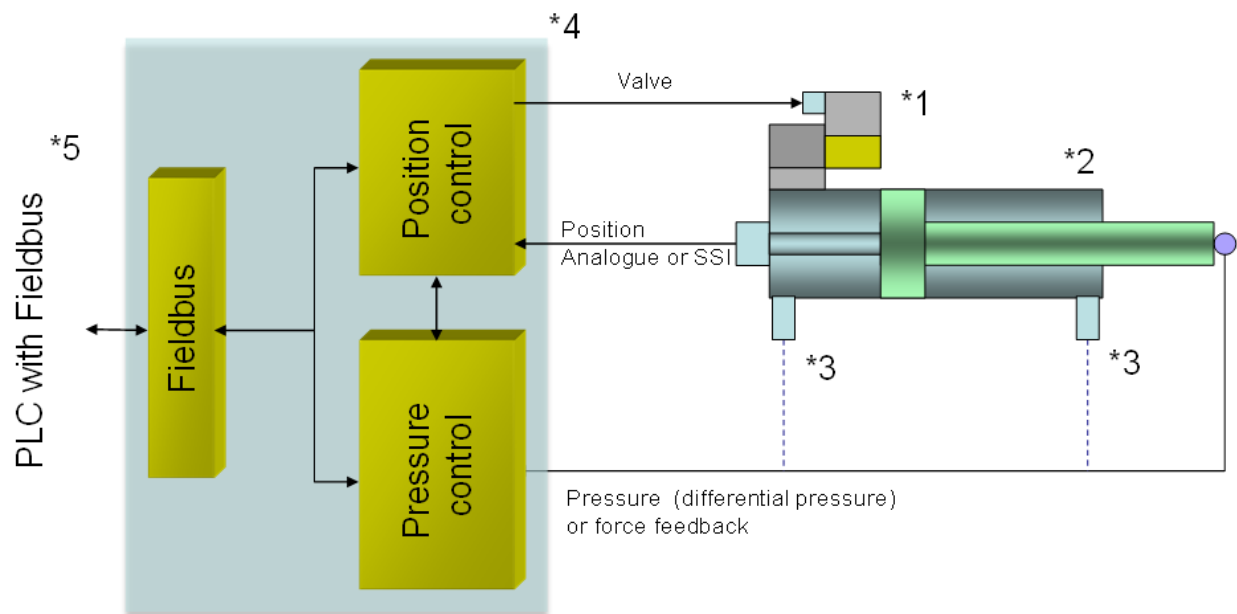 *4
Valve
*1
*5
*2
PLC with Fieldbus
Fieldbus
Position
control
Position
Analogue or SSI
*3
*3
Pressure
control
Pressure (differential pressure)
or force feedback